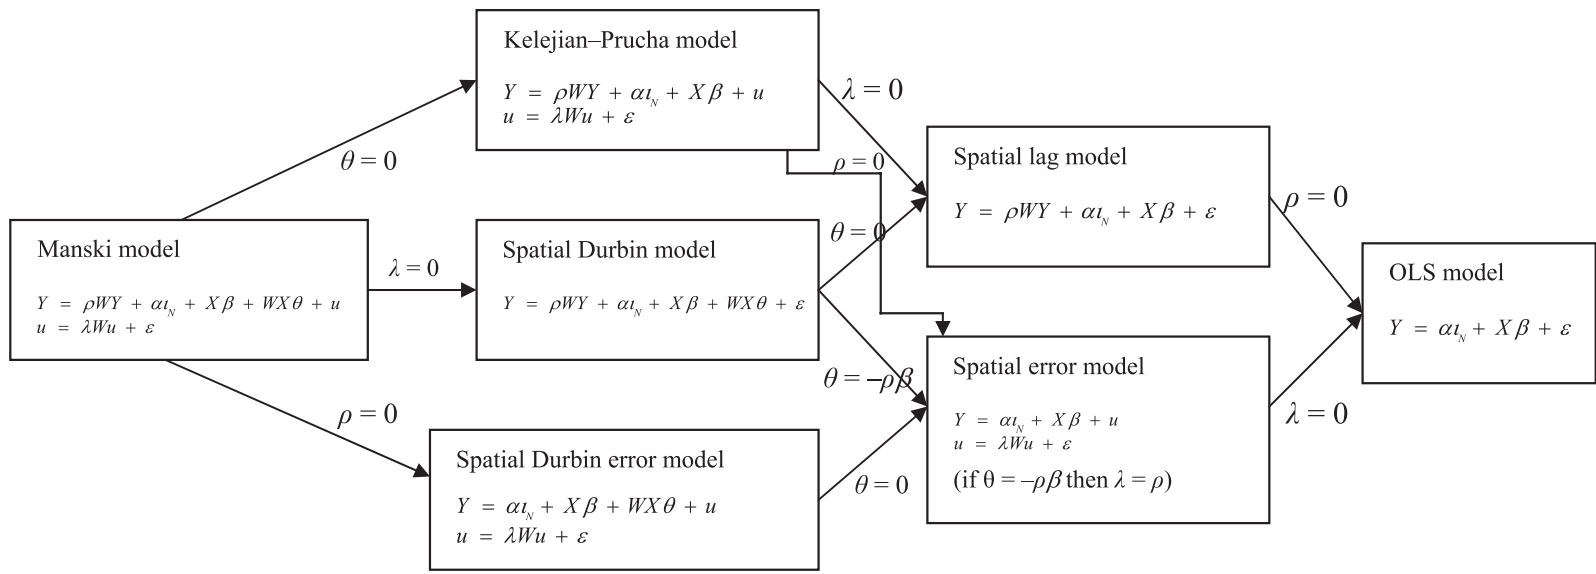 Kelejian–Prucha model
Y = ρWY + αι_N + Xβ + u
u = λWu + ε
λ = 0
θ = 0
ρ = 0
Spatial lag model
Y = ρWY + αι_N + Xβ + ε
ρ = 0
Manski model
Y = ρWY + αι_N + Xβ + WXθ + u
u = λWu + ε
λ = 0
Spatial Durbin model
Y = ρWY + αι_N + Xβ + WXθ + ε
θ = 0
θ = –ρβ
OLS model
Y = αι_N + Xβ + ε
Spatial error model
Y = αι_N + Xβ + u
u = λWu + ε
(if θ = –ρβ then λ = ρ)
λ = 0
ρ = 0
Spatial Durbin error model
Y = αι_N + Xβ + WXθ + u
u = λWu + ε
θ = 0